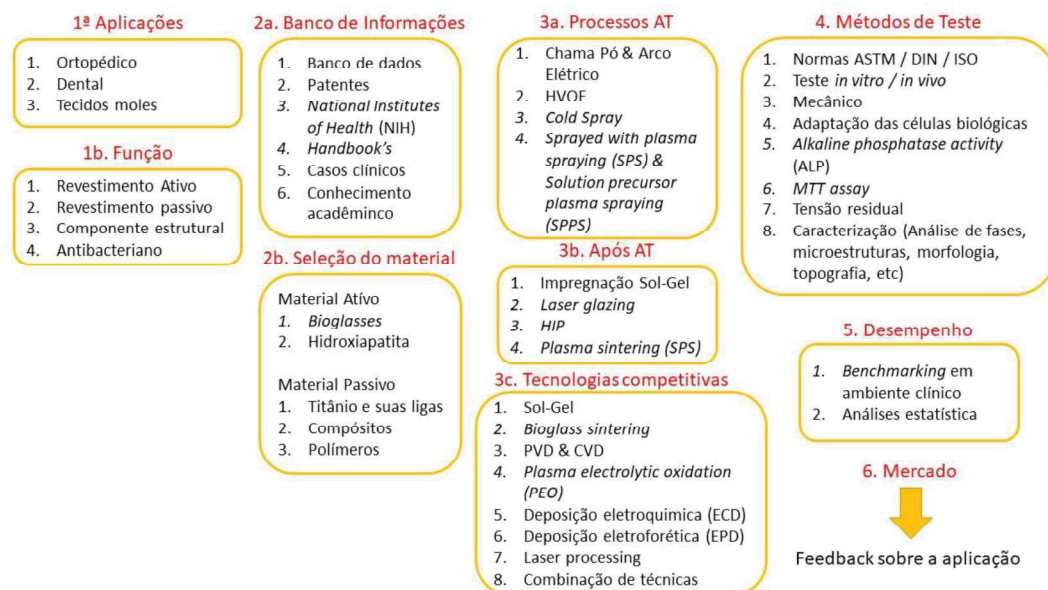 1ª Aplicações
1. Ortopédico
2. Dental
3. Tecidos moles
1b. Função
1. Revestimento Ativo
2. Revestimento passivo
3. Componente estrutural
4. Antibacteriano
2a. Banco de Informações
1. Banco de dados
2. Patentes
3. National Institutes
of Health (NIH)
4. Handbook's
5. Casos clínicos
6. Conhecimento
acadêminco
2b. Seleção do material
Material Atívo
1. Bioglasses
2. Hidroxiapatita
Material Passivo
1. Titânio e suas ligas
2. Compósitos
3. Polímeros
3a. Processos AT
1. Chama Pó & Arco
Elétrico
2. HVOF
3. Cold Spray
4. Sprayed with plasma
spraying (SPS) &
Solution precursor
plasma spraying
(SPPS)
3b. Após AT
1. Impregnação Sol-Gel
2. Laser glazing
3. HIP
4. Plasma sintering (SPS)
3c. Tecnologias competitivas
1. Sol-Gel
2. Bioglass sintering
3. PVD & CVD
4. Plasma electrolytic oxidation
(PEO)
5. Deposição eletroquimica (ECD)
6. Deposição eletroforética (EPD)
7. Laser processing
8. Combinação de técnicas
4. Métodos de Teste
1. Normas ASTM / DIN / ISO
2. Teste in vitro / in vivo
3. Mecânico
4. Adaptação das células biológicas
5. Alkaline phosphatase activity
(ALP)
6. MTT assay
7. Tensão residual
8. Caracterização (Análise de fases,
microestruturas, morfologia,
topografia, etc)
5. Desempenho
1. Benchmarking em
ambiente clínico
2. Análises estatística
6. Mercado
Feedback sobre a aplicação